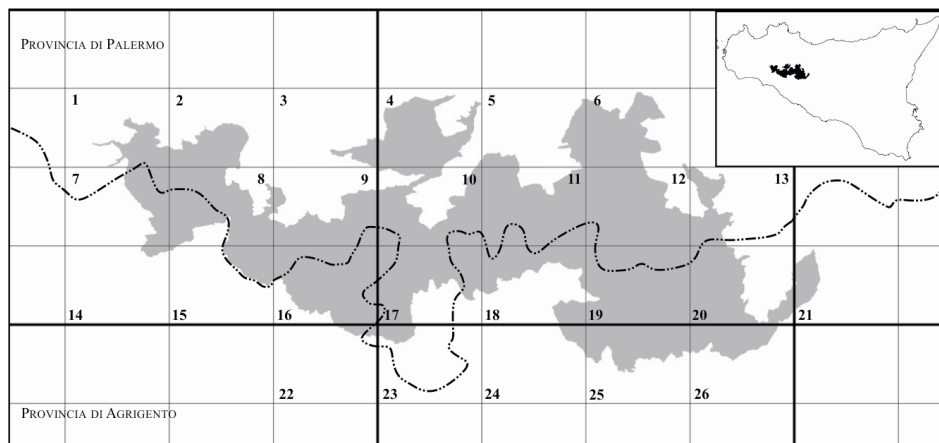 PROVINCIA DI PALERMO
1 2 3 4 5 6
7 8 9 10 11 12 13
14 15 16 17 18 19 20 21
22 23 24 25 26
PROVINCIA DI AGRIGENTO